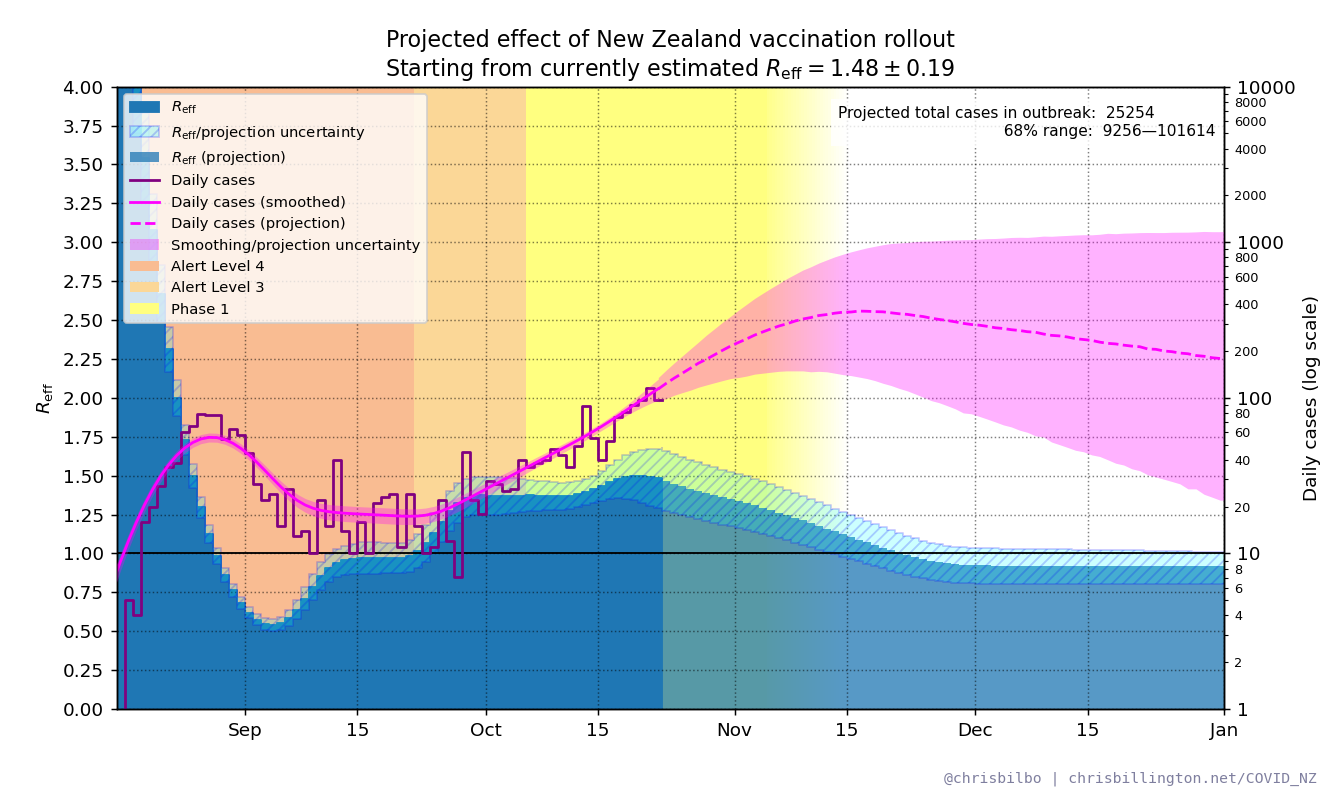 Projected effect of New Zealand vaccination rollout
Starting from currently estimated Reff = 1.48 ± 0.19
Projected total cases in outbreak: 25254
68% range: 9256—101614
Reff
Reff/projection uncertainty
Reff (projection)
Daily cases
Daily cases (smoothed)
Daily cases (projection)
Smoothing/projection uncertainty
Alert Level 4
Alert Level 3
Phase 1
Reff
4.00
3.75
3.50
3.25
3.00
2.75
2.50
2.25
2.00
1.75
1.50
1.25
1.00
0.75
0.50
0.25
0.00
Sep 15 Oct 15 Nov 15 Dec 15 Jan
10000
8000
6000
4000
2000
1000
800
600
400
200
100
80
60
40
20
10
8
6
4
2
1
Daily cases (log scale)
@chrisbilbo | chrisbillington.net/COVID_NZ